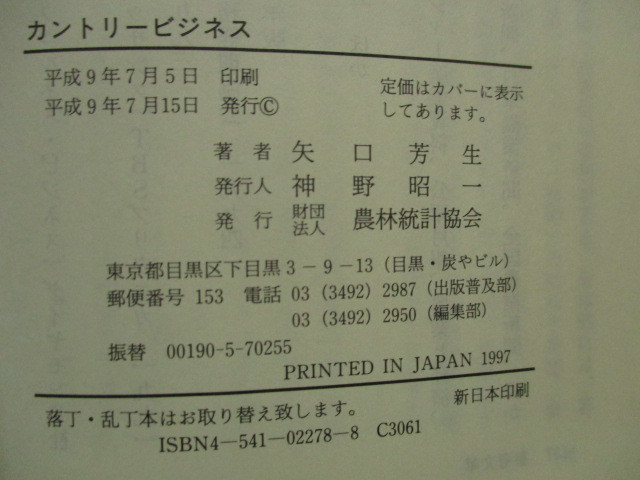 カントリービジネス
平成9年7月5日 印刷
平成9年7月15日 発行©
定価はカバーに表示
してあります。
著者 矢口芳生
発行人 神野昭一
発行 財団法人 農林統計協会
東京都目黒区下目黒3-9-13 (目黒・炭やビル)
郵便番号 153 電話 03 (3492) 2987 (出版普及部)
03 (3492) 2950 (編集部)
振替 00190-5-70255
PRINTED IN JAPAN 1997
落丁・乱丁本はお取り替え致します。 新日本印刷
ISBN4-541-02278-8 C3061